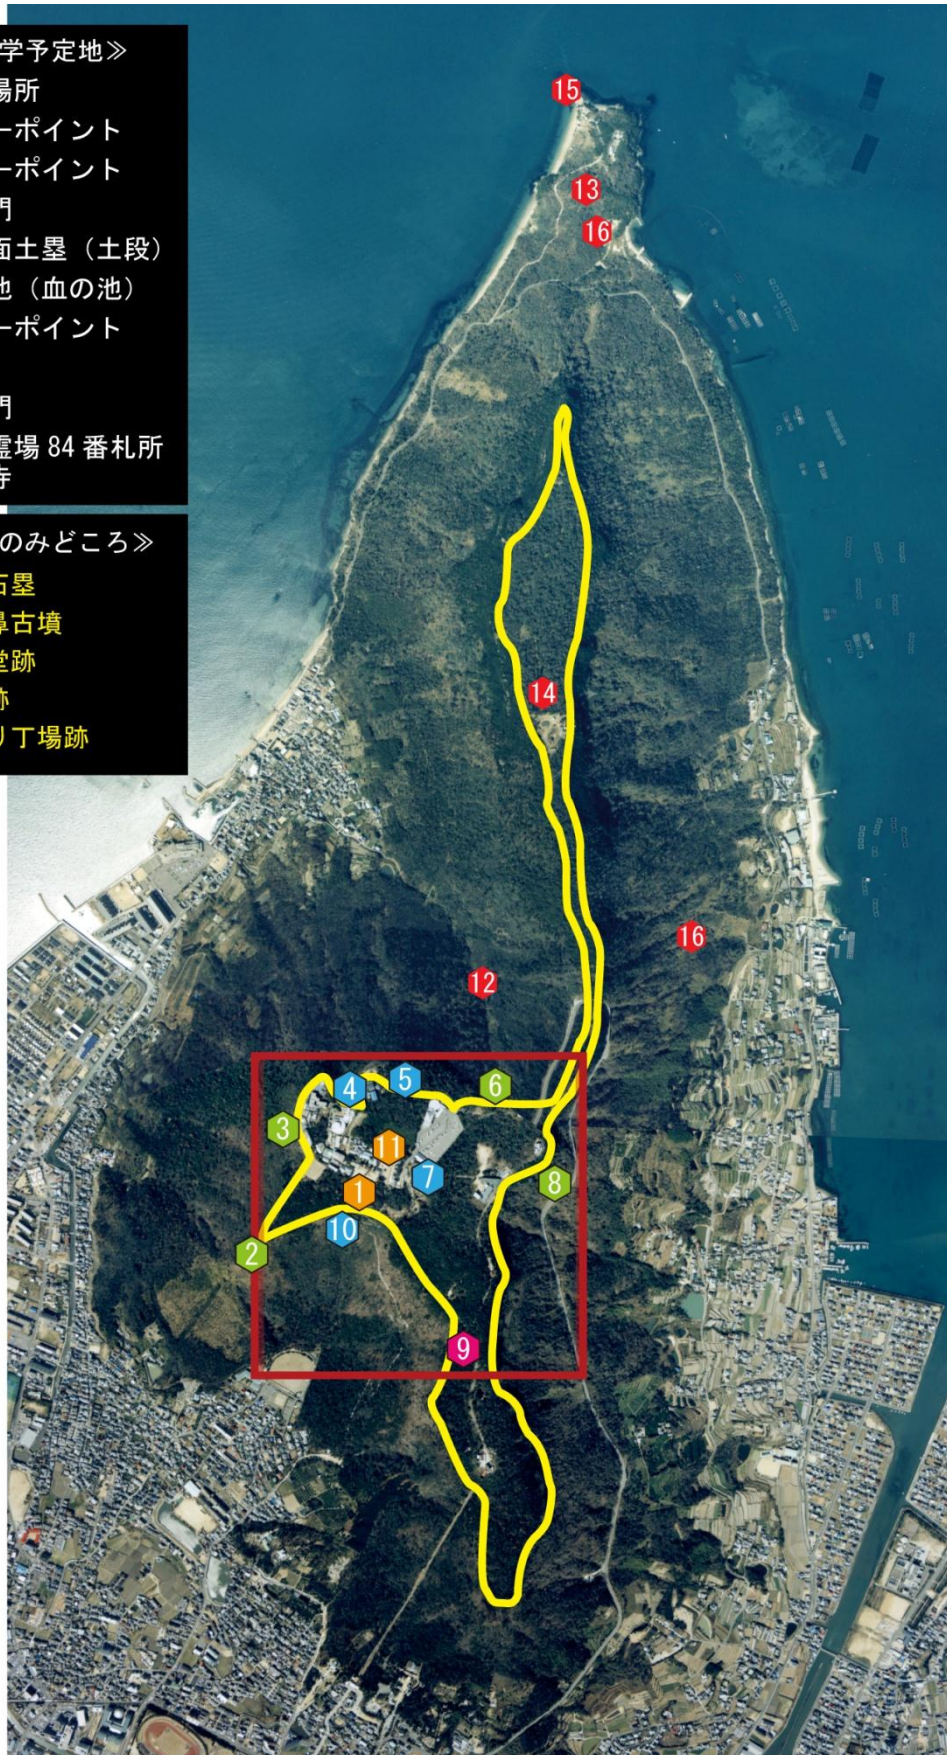 学予定地≫
場所
ーポイント
ーポイント
門
面土塁（土段）
池（血の池）
ーポイント
門
霊場 84 番札所
寺
のみどころ≫
石塁
鼻古墳
堂跡
跡
り丁場跡
15
13
16
14
16
12
4
5
6
3
11
7
1
8
10
2
9